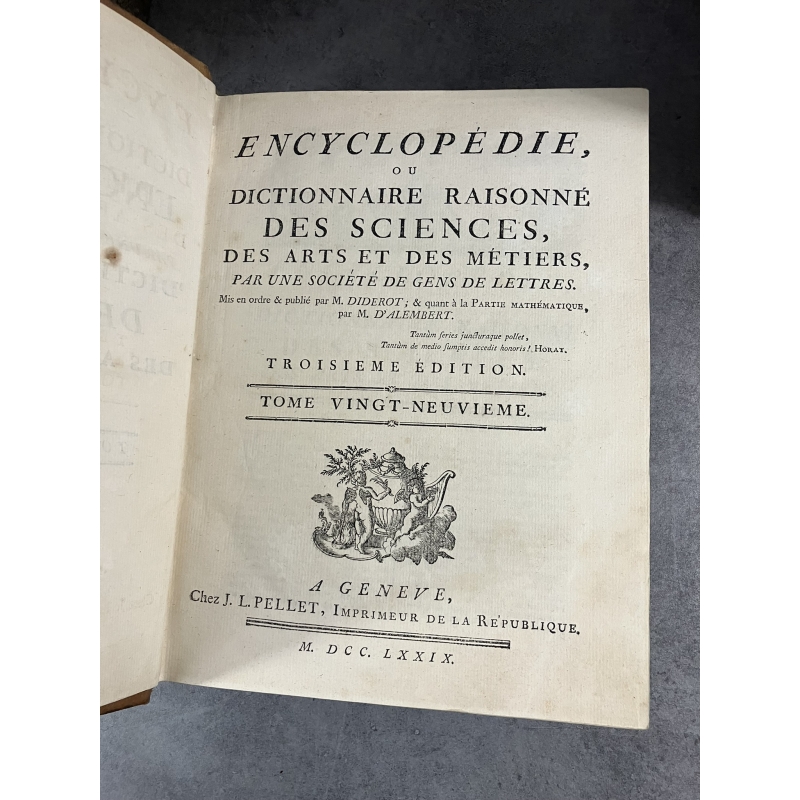 ENCYCLOPÉDIE,
OU
DICTIONNAIRE RAISONNÉ
DES SCIENCES,
DES ARTS ET DES MÉTIERS,
PAR UNE SOCIÉTÉ DE GENS DE LETTRES.
Mis en ordre & publié par M. DIDEROT ; & quant à la PARTIE MATHÉMATIQUE,
par M. D'ALEMBERT.
Tantùm ſeries juncturaque pollet,
Tantùm de medio ſumptis accedit honoris ! HORAT.
TROISIEME ÉDITION.
TOME VINGT-NEUVIEME.
A GENEVE,
Chez J. L. PELLET, IMPRIMEUR DE LA RÉPUBLIQUE.
M. DCC. LXXIX.